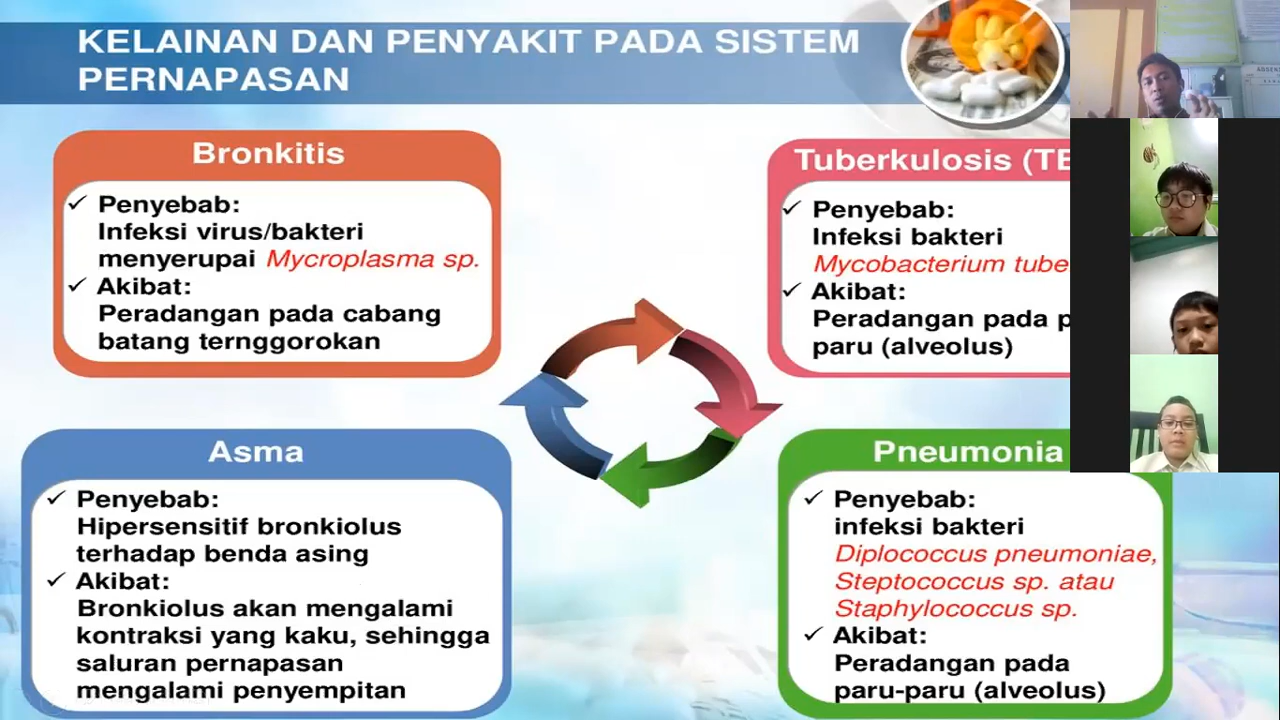 KELAINAN DAN PENYAKIT PADA SISTEM
PERNAPASAN
Bronkitis
✓ Penyebab:
Infeksi virus/bakteri
menyerupai Mycroplasma sp.
✓ Akibat:
Peradangan pada cabang
batang ternggorokan
Tuberkulosis (TB
✓ Penyebab:
Infeksi bakteri
Mycobacterium tube
✓ Akibat:
Peradangan pada p
paru (alveolus)
Asma
✓ Penyebab:
Hipersensitif bronkiolus
terhadap benda asing
✓ Akibat:
Bronkiolus akan mengalami
kontraksi yang kaku, sehingga
saluran pernapasan
mengalami penyempitan
Pneumonia
✓ Penyebab:
infeksi bakteri
Diplococcus pneumoniae,
Steptococcus sp. atau
Staphylococcus sp.
✓ Akibat:
Peradangan pada
paru-paru (alveolus)